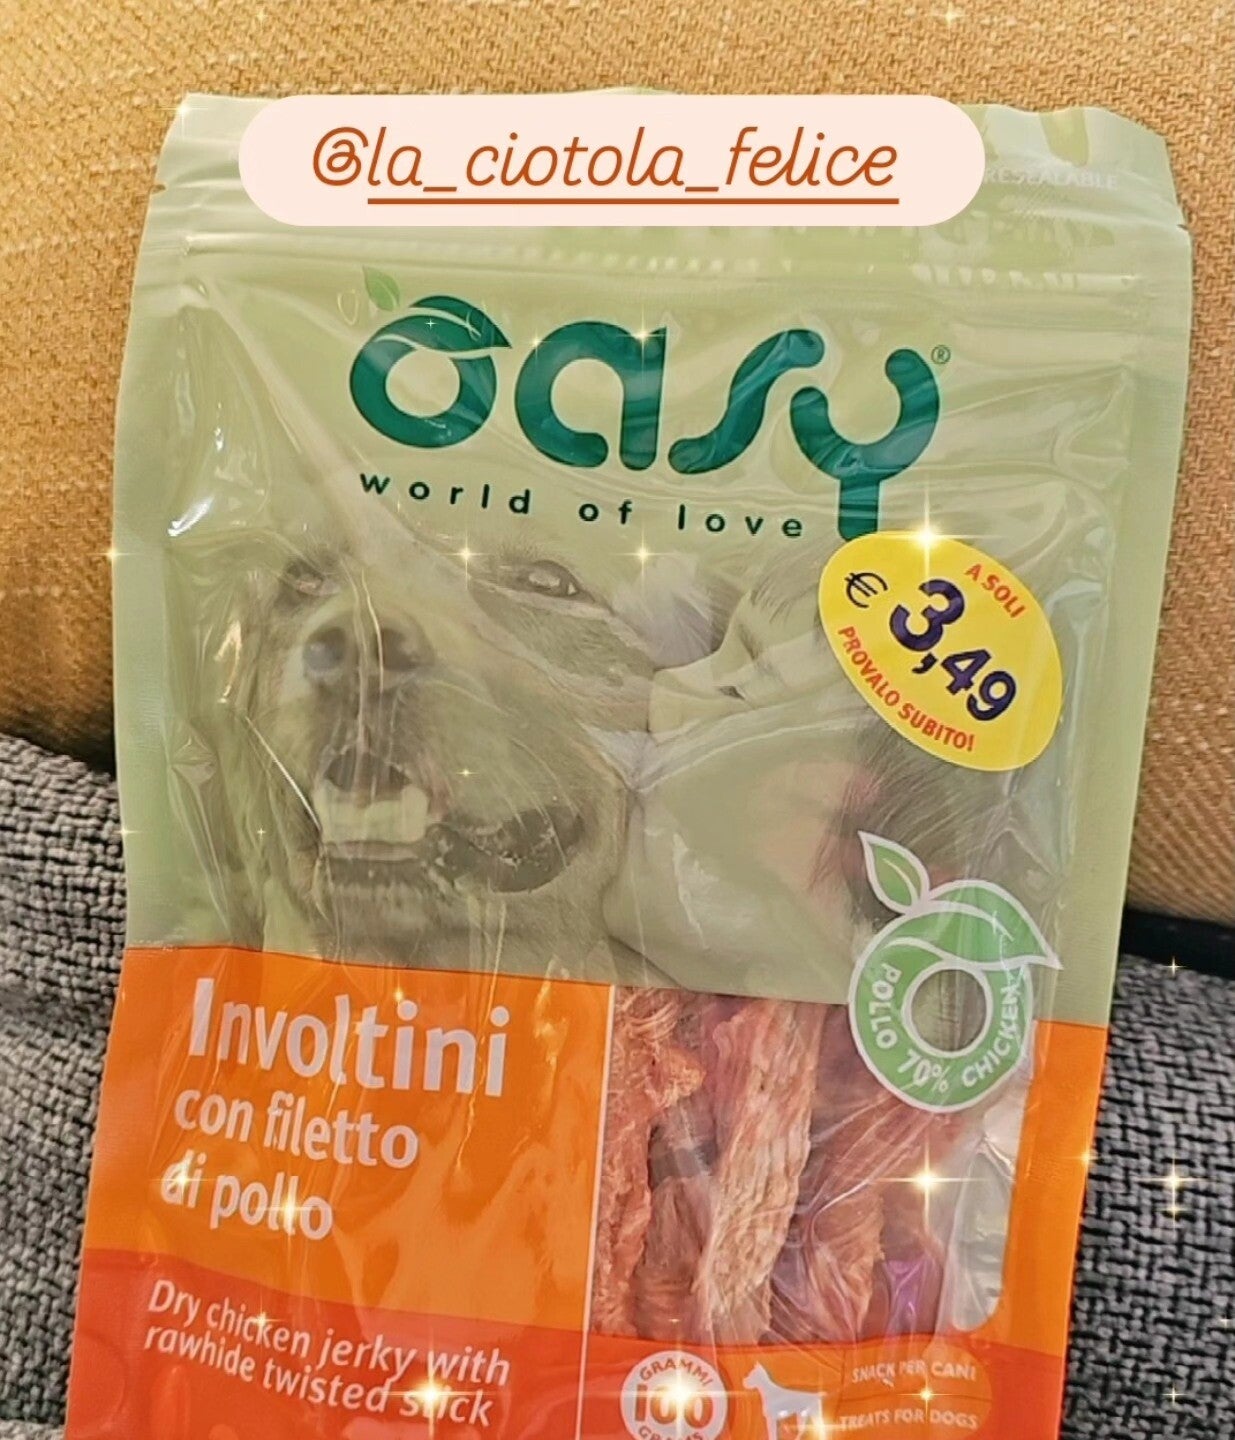 @la_ciotola_felice
RESEALABLE
oasy®
world of love
A SOLI
€ 3,49
PROVALO SUBITO!
POLLO 70% CHICKEN
Involtini
con filetto
di pollo
Dry chicken jerky with
rawhide twisted stick
GRAMMI
100
GRAMS
SNACK PER CANI
TREATS FOR DOGS